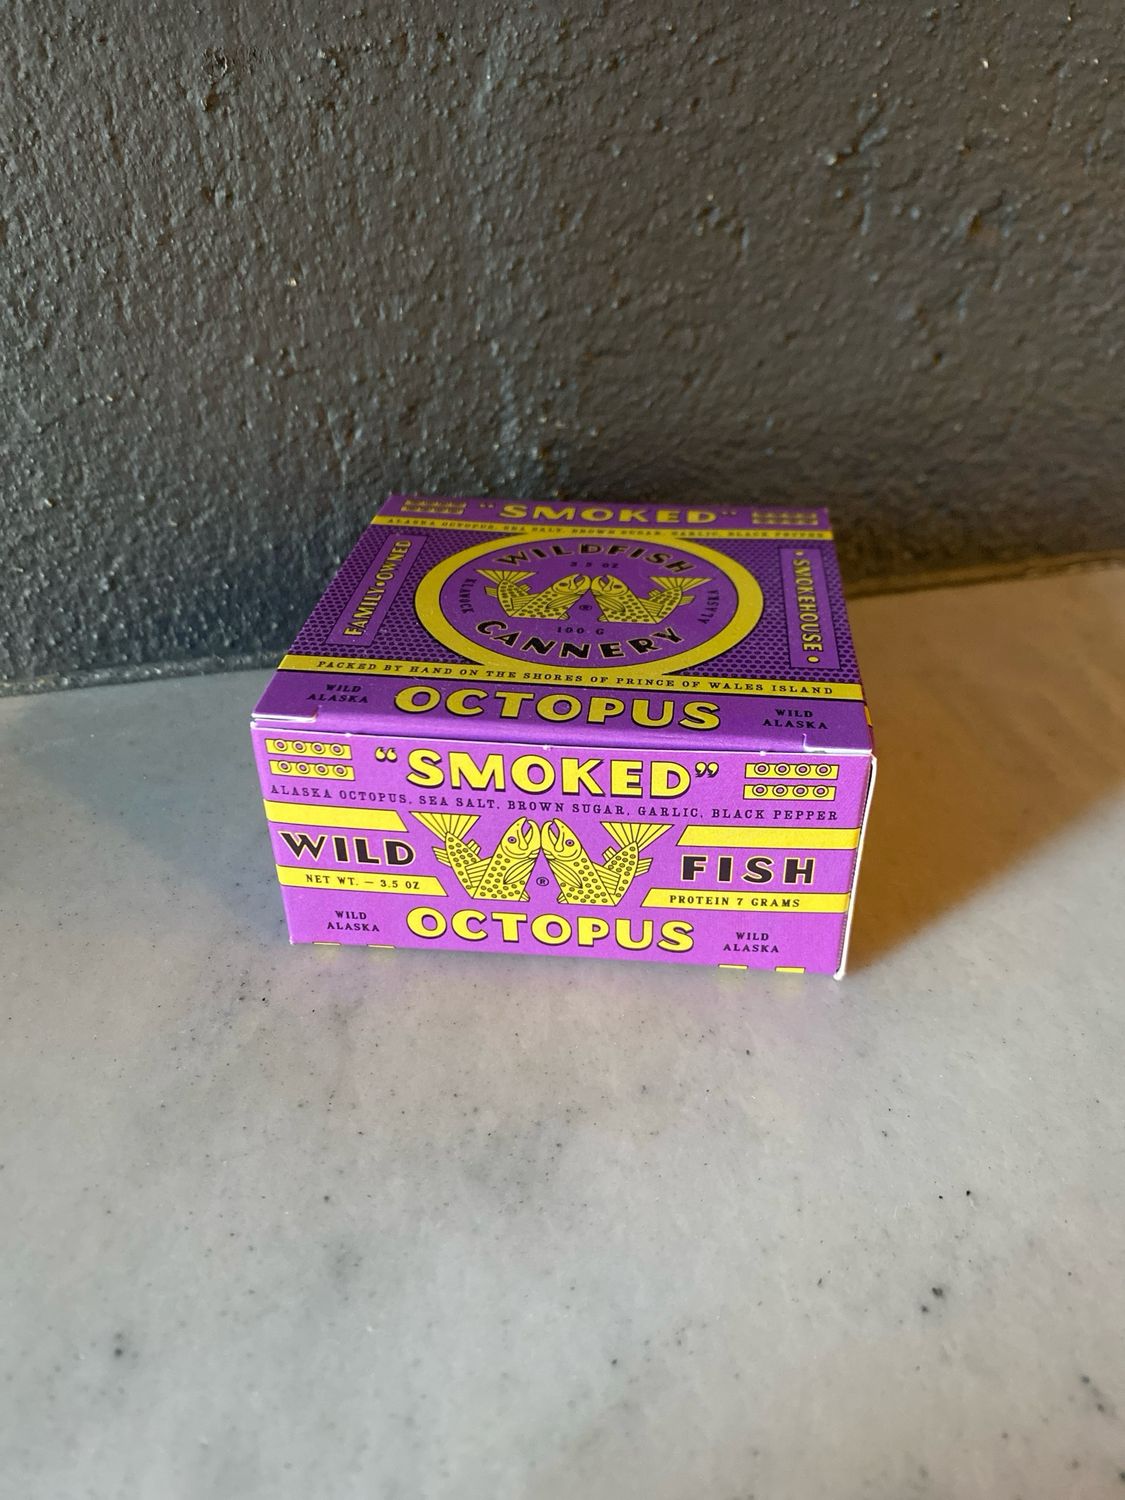 “SMOKED”
ALASKA OCTOPUS, SEA SALT, BROWN SUGAR, GARLIC, BLACK PEPPER
FAMILY•OWNED
WILDFISH
3.5 OZ
KLAWOCK
ALASKA
®
100 G
CANNERY
• SMOKEHOUSE •
PACKED BY HAND ON THE SHORES OF PRINCE OF WALES ISLAND
WILD
ALASKA
OCTOPUS
WILD
ALASKA
“SMOKED”
ALASKA OCTOPUS, SEA SALT, BROWN SUGAR, GARLIC, BLACK PEPPER
WILD
FISH
NET WT. – 3.5 OZ
®
PROTEIN 7 GRAMS
WILD
ALASKA
OCTOPUS
WILD
ALASKA